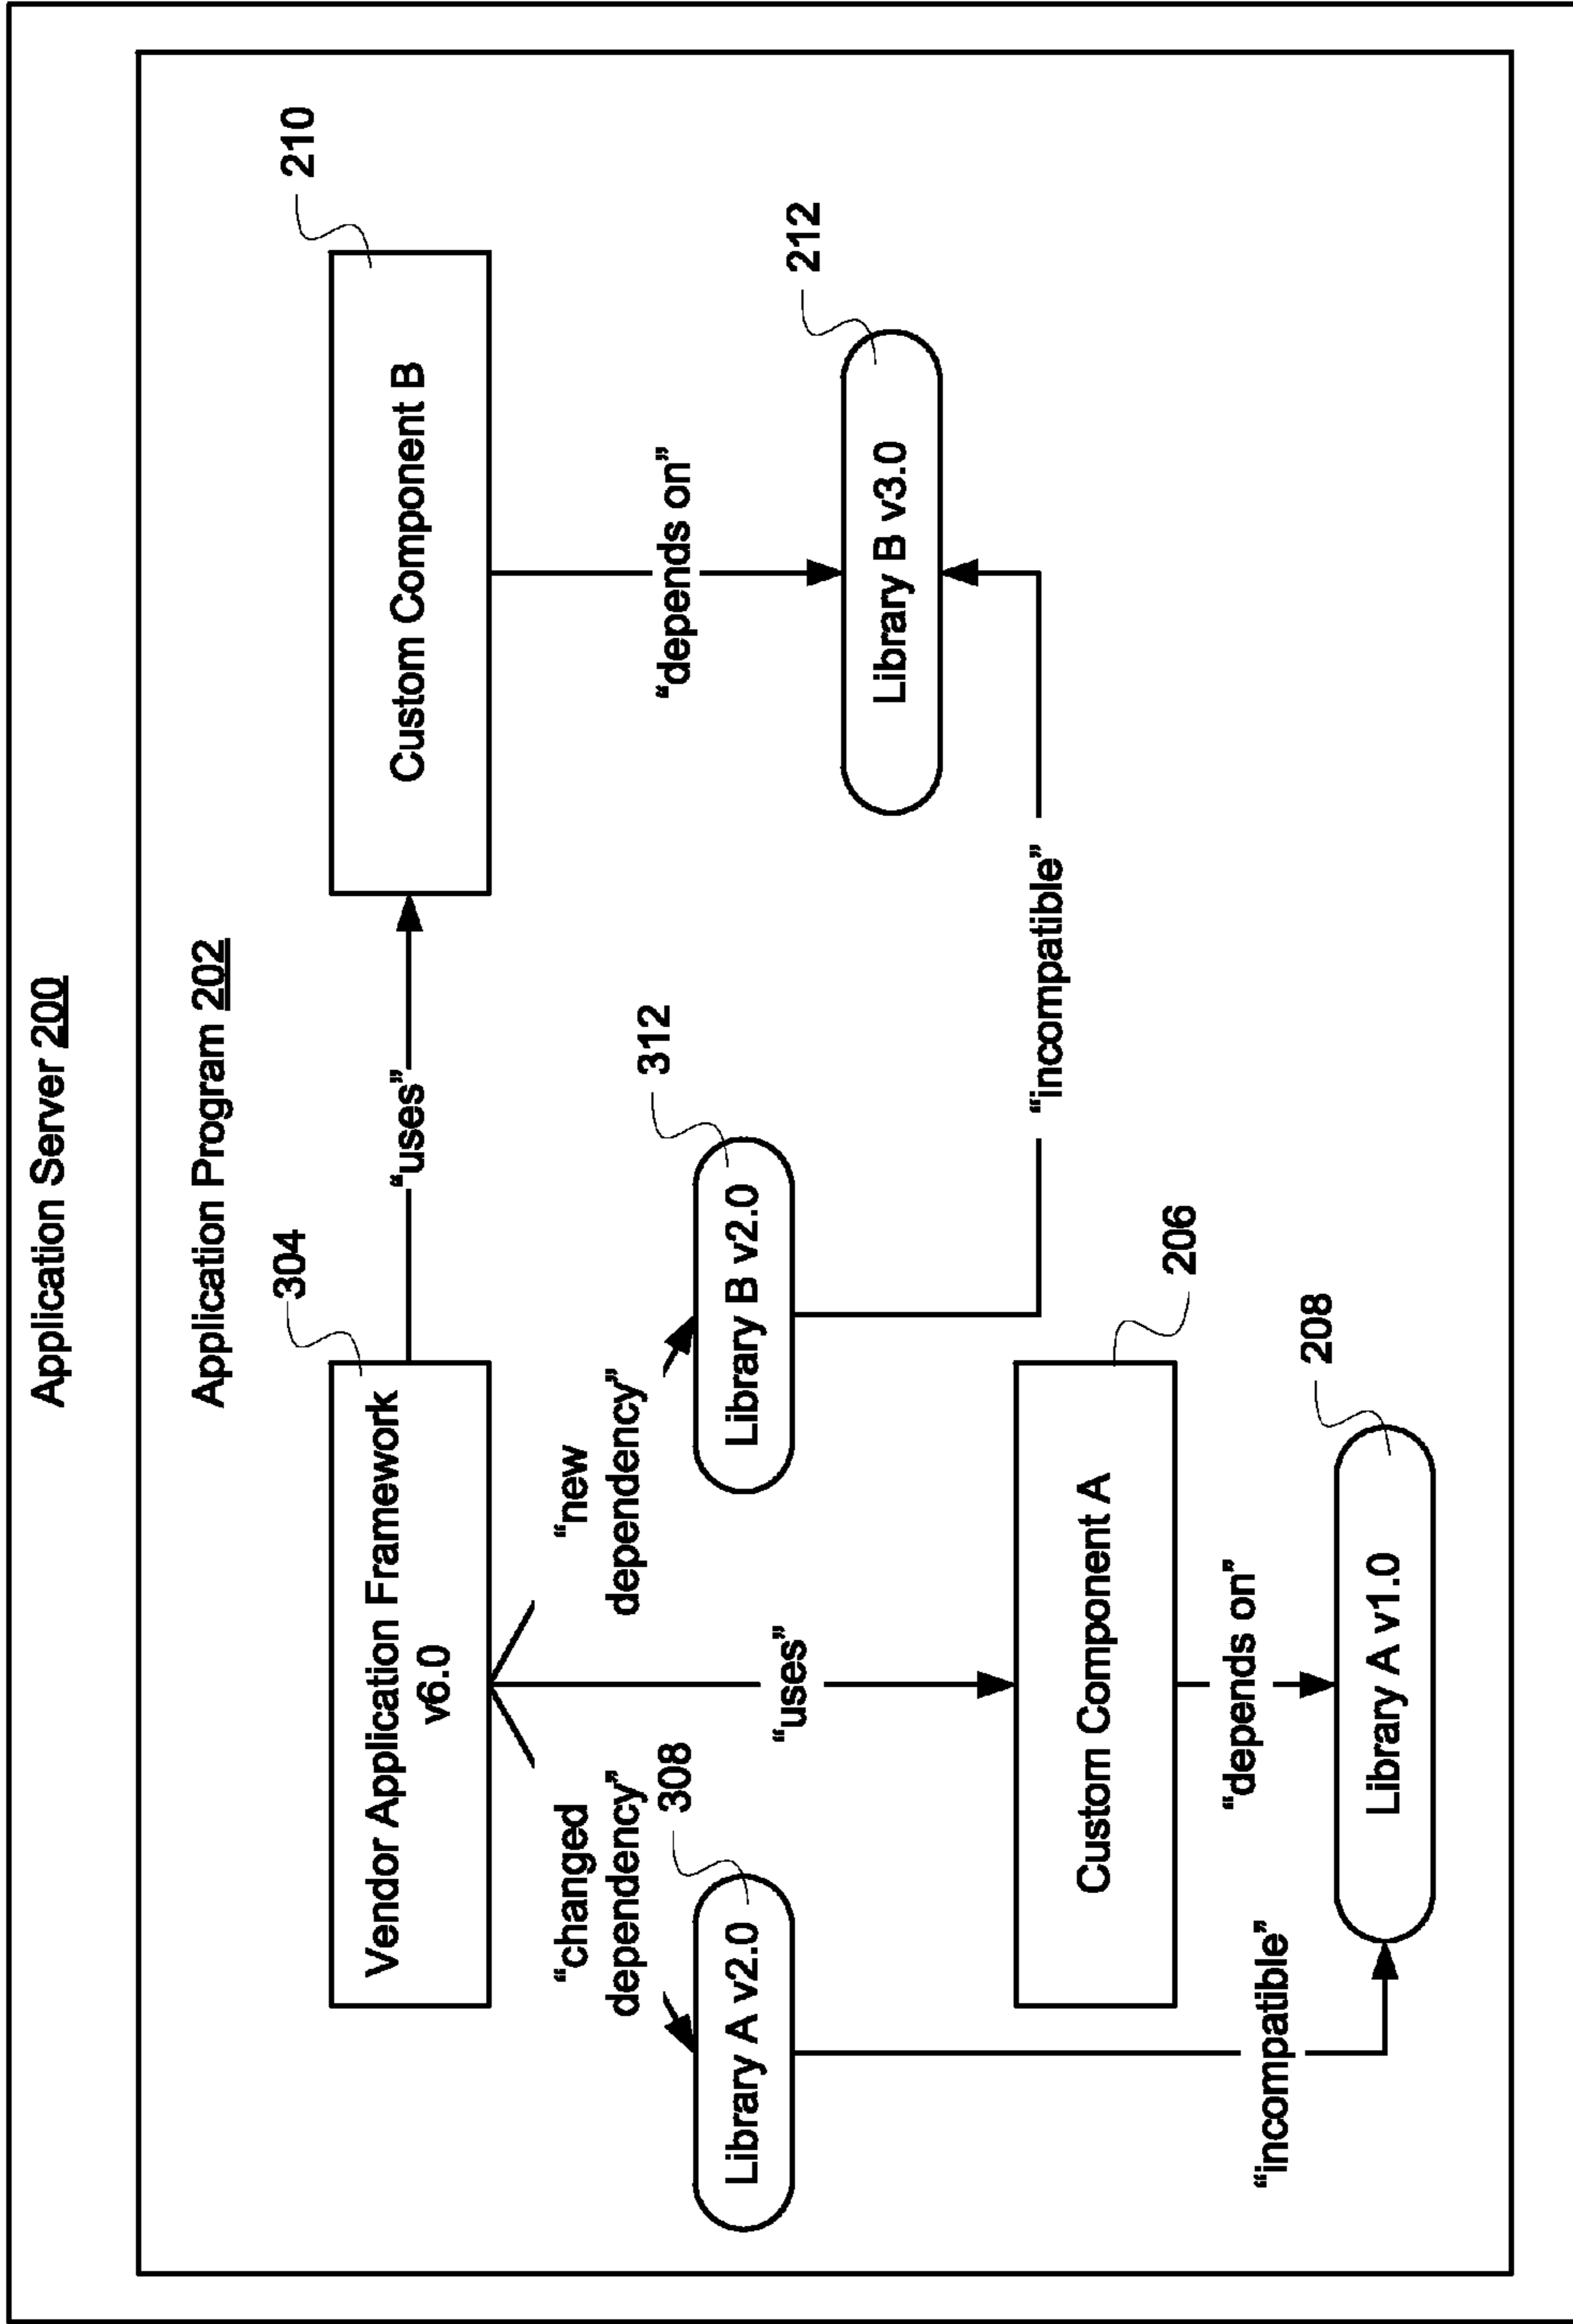 Application Server 200
Application Program 202
304
Vendor Application Framework
v6.0
“uses”
210
Custom Component B
“changed
dependency”
“new
dependency”
308
Library A v2.0
312
Library B v2.0
“depends on”
212
Library B v3.0
“uses”
“incompatible”
206
Custom Component A
“depends on”
“incompatible”
208
Library A v1.0